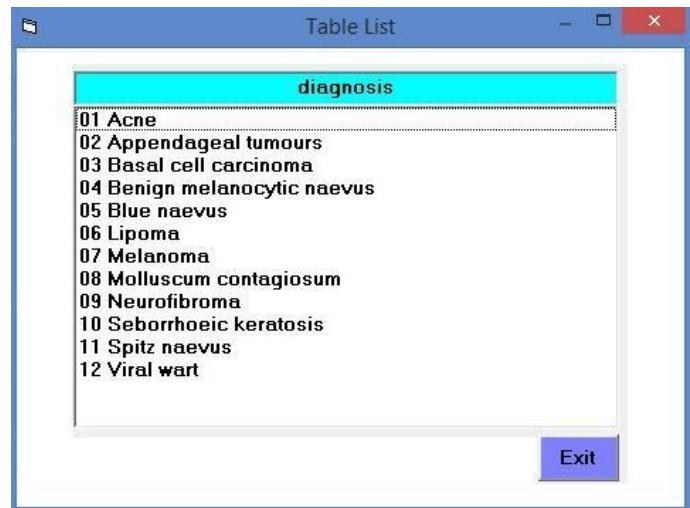 Table List
diagnosis
01 Acne
02 Appendageal tumours
03 Basal cell carcinoma
04 Benign melanocytic naevus
05 Blue naevus
06 Lipoma
07 Melanoma
08 Molluscum contagiosum
09 Neurofibroma
10 Seborrhoeic keratosis
11 Spitz naevus
12 Viral wart
Exit